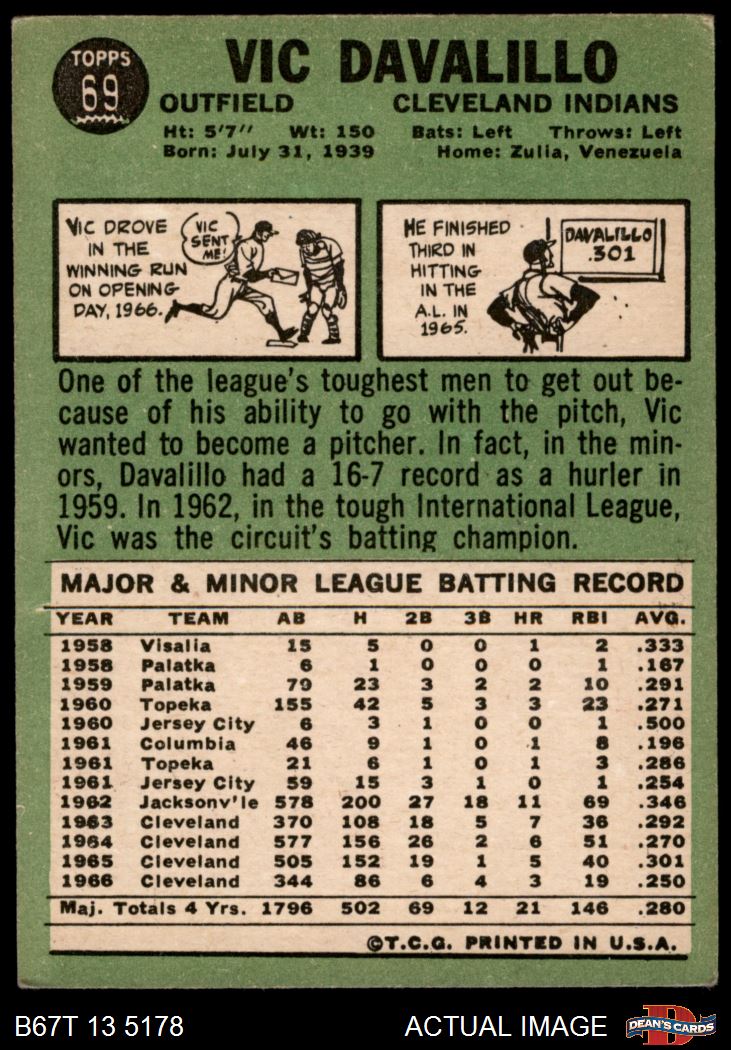 TOPPS
69
VIC DAVALILLO
OUTFIELD CLEVELAND INDIANS
Ht: 5'7" Wt: 150 Bats: Left Throws: Left
Born: July 31, 1939 Home: Zulia, Venezuela
VIC DROVE
IN THE
WINNING RUN
ON OPENING
DAY, 1966.
VIC
SENT
ME!
HE FINISHED
THIRD IN
HITTING
IN THE
A.L. IN
1965.
DAVALILLO
.301
One of the league's toughest men to get out be-
cause of his ability to go with the pitch, Vic
wanted to become a pitcher. In fact, in the min-
ors, Davalillo had a 16-7 record as a hurler in
1959. In 1962, in the tough International League,
Vic was the circuit's batting champion.
MAJOR & MINOR LEAGUE BATTING RECORD
YEAR TEAM AB H 2B 3B HR RBI AVG.
1958 Visalia 15 5 0 0 1 2 .333
1958 Palatka 6 1 0 0 0 1 .167
1959 Palatka 79 23 3 2 2 10 .291
1960 Topeka 155 42 5 3 3 23 .271
1960 Jersey City 6 3 1 0 0 1 .500
1961 Columbia 46 9 1 0 1 8 .196
1961 Topeka 21 6 1 0 1 3 .286
1961 Jersey City 59 15 3 1 0 1 .254
1962 Jacksonv'le 578 200 27 18 11 69 .346
1963 Cleveland 370 108 18 5 7 36 .292
1964 Cleveland 577 156 26 2 6 51 .270
1965 Cleveland 505 152 19 1 5 40 .301
1966 Cleveland 344 86 6 4 3 19 .250
Maj. Totals 4 Yrs. 1796 502 69 12 21 146 .280
©T.C.G. PRINTED IN U.S.A.
B67T 13 5178 ACTUAL IMAGE
D
DEAN'S CARDS